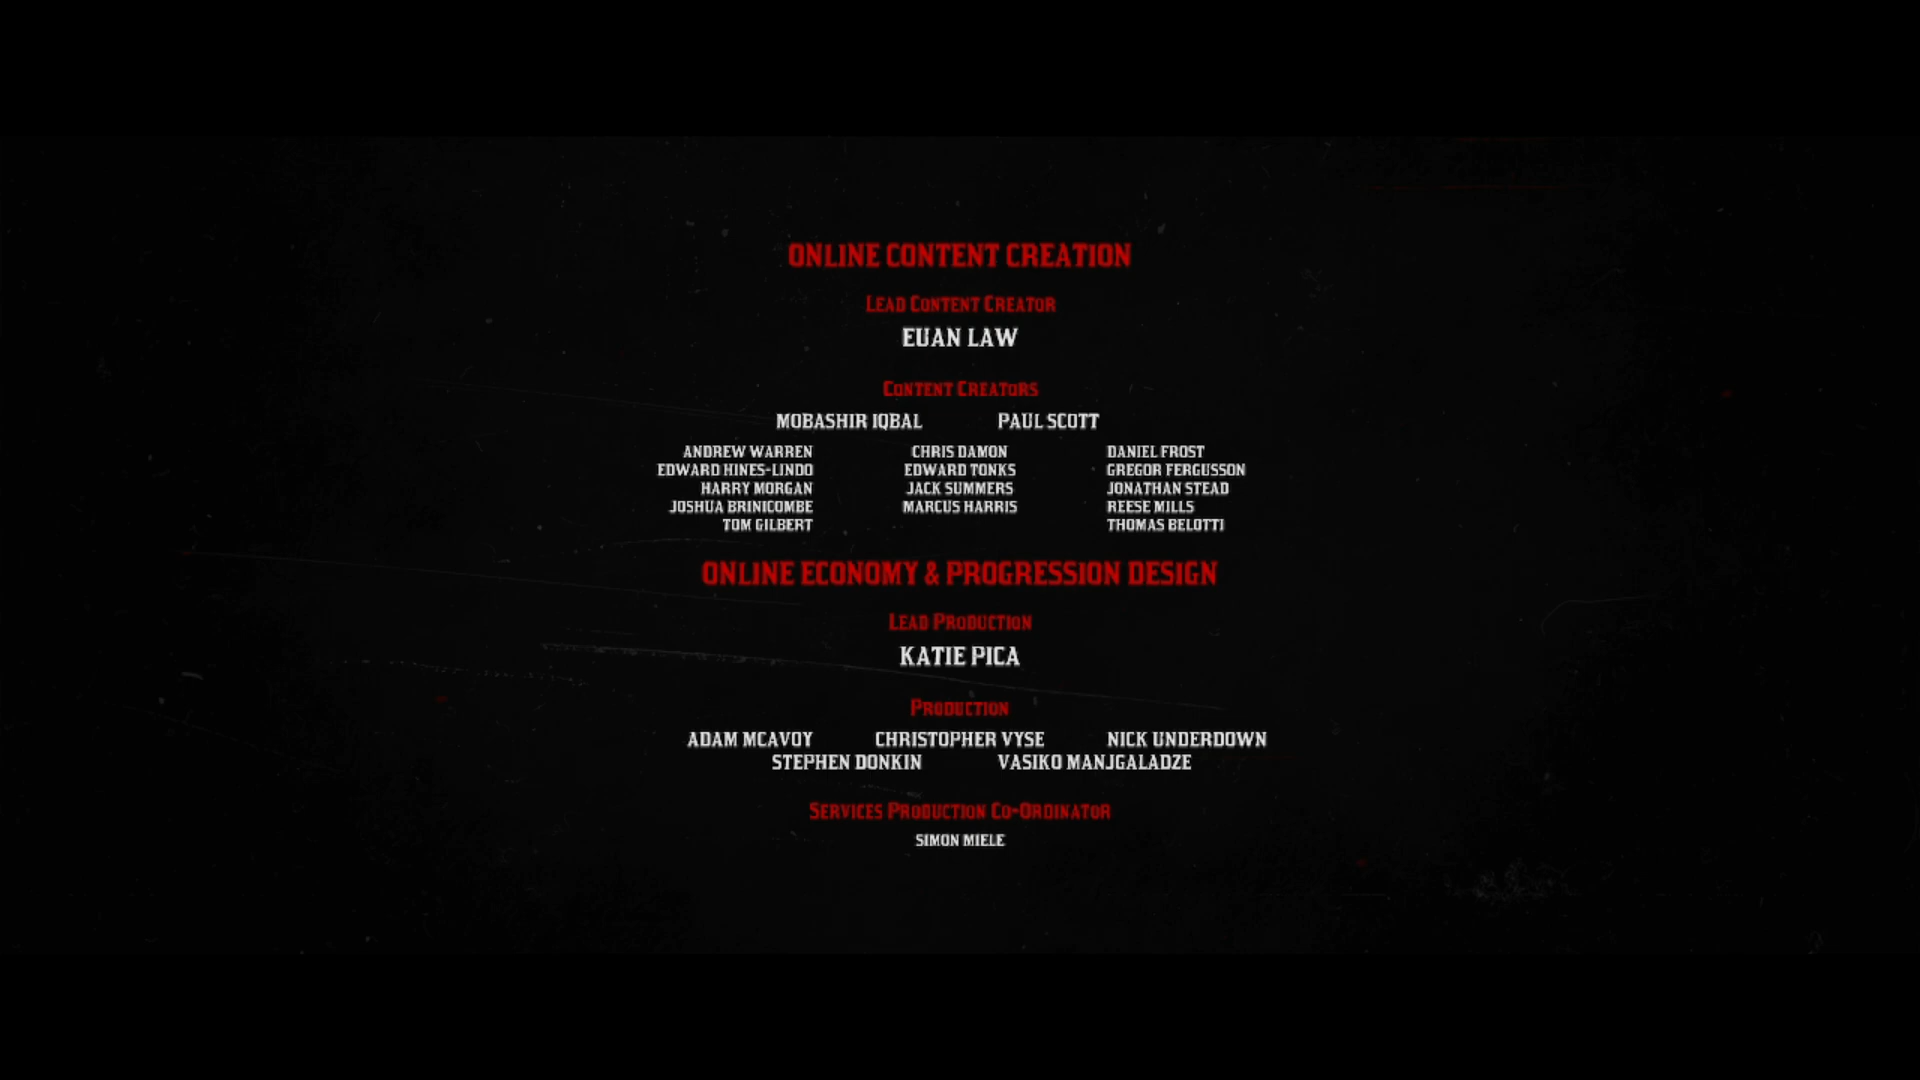 ONLINE CONTENT CREATION
LEAD CONTENT CREATOR
EUAN LAW
CONTENT CREATORS
MOBASHIR IQBAL PAUL SCOTT
ANDREW WARREN CHRIS DAMON DANIEL FROST
EDWARD HINES-LINDO EDWARD TONKS GREGOR FERGUSSON
HARRY MORGAN JACK SUMMERS JONATHAN STEAD
JOSHUA BRINICOMBE MARCUS HARRIS REESE MILLS
TOM GILBERT THOMAS BELOTTI
ONLINE ECONOMY & PROGRESSION DESIGN
LEAD PRODUCTION
KATIE PICA
PRODUCTION
ADAM MCAVOY CHRISTOPHER VYSE NICK UNDERDOWN
STEPHEN DONKIN VASIKO MANJGALADZE
SERVICES PRODUCTION CO-ORDINATOR
SIMON MIELE